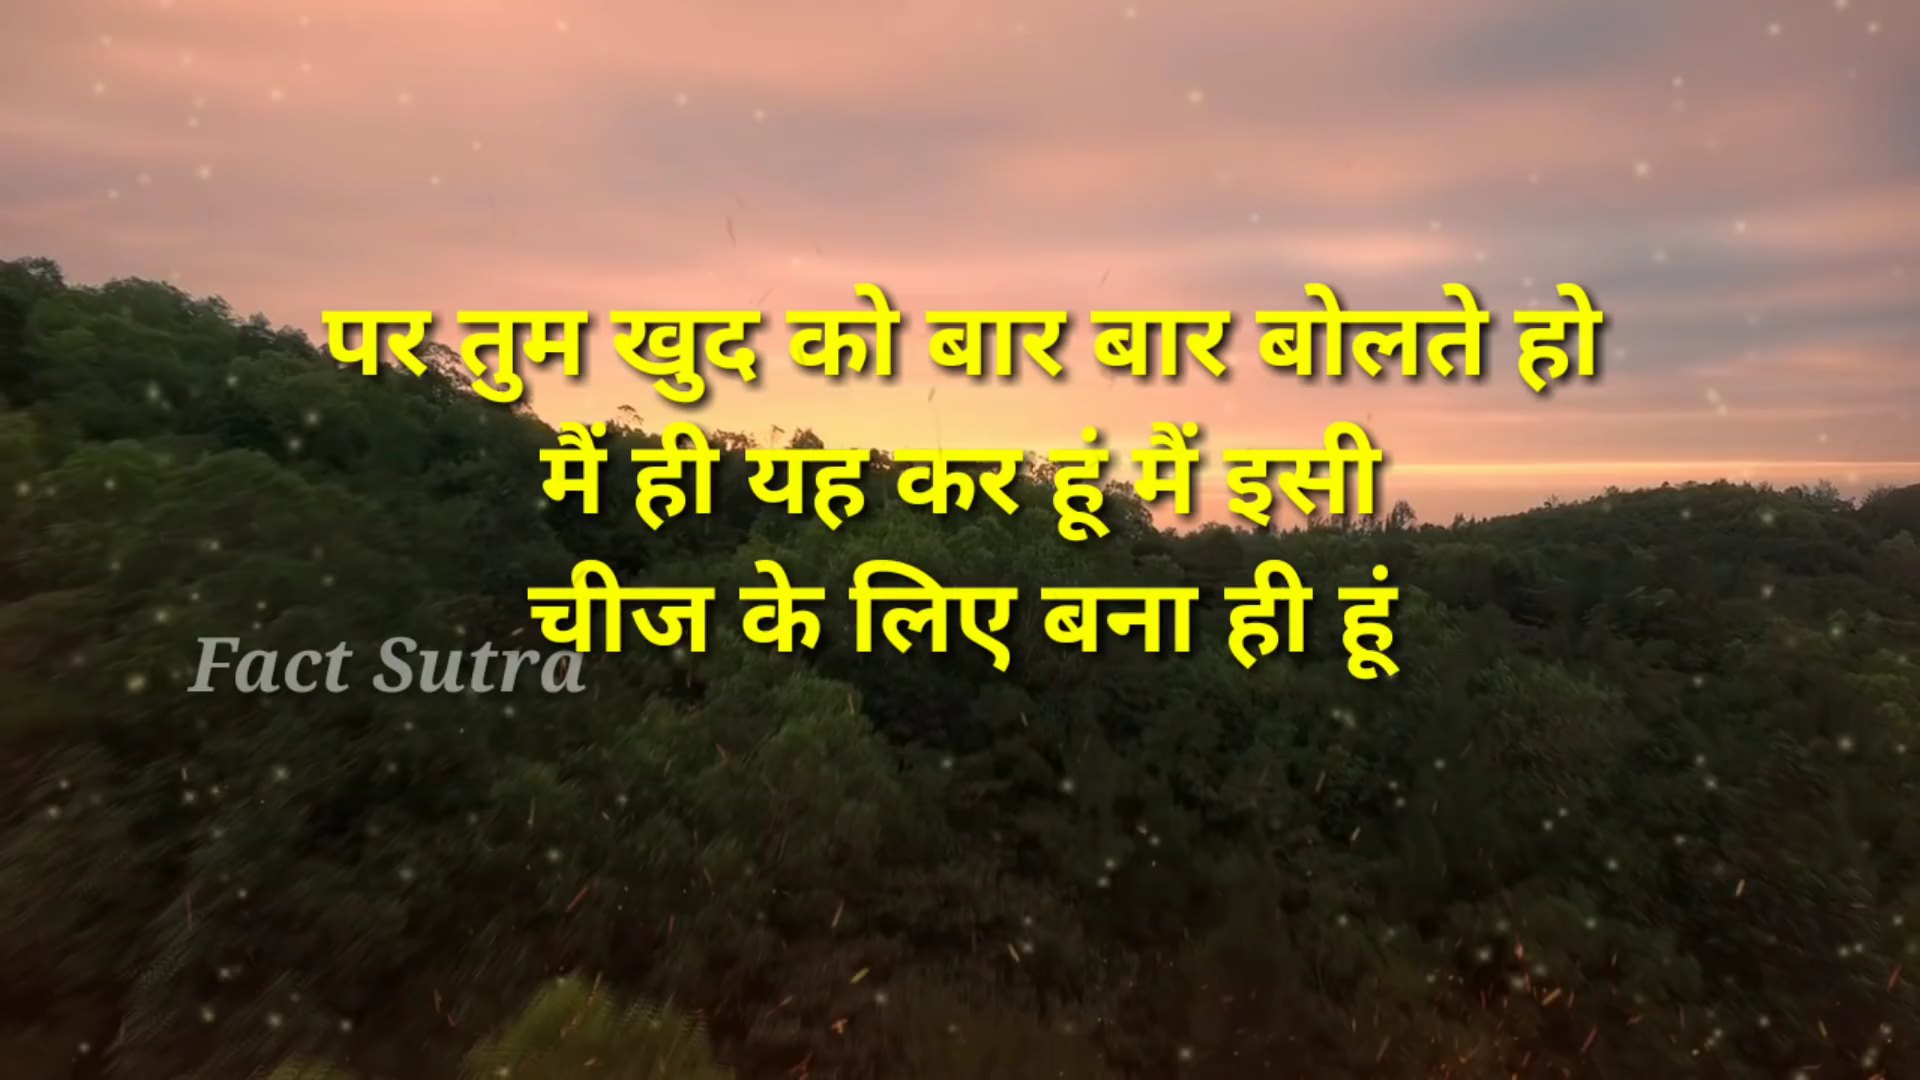 पर तुम खुद को बार बार बोलते हो
मैं ही यह कर हूं मैं इसी
चीज के लिए बना ही हूं
Fact Sutra